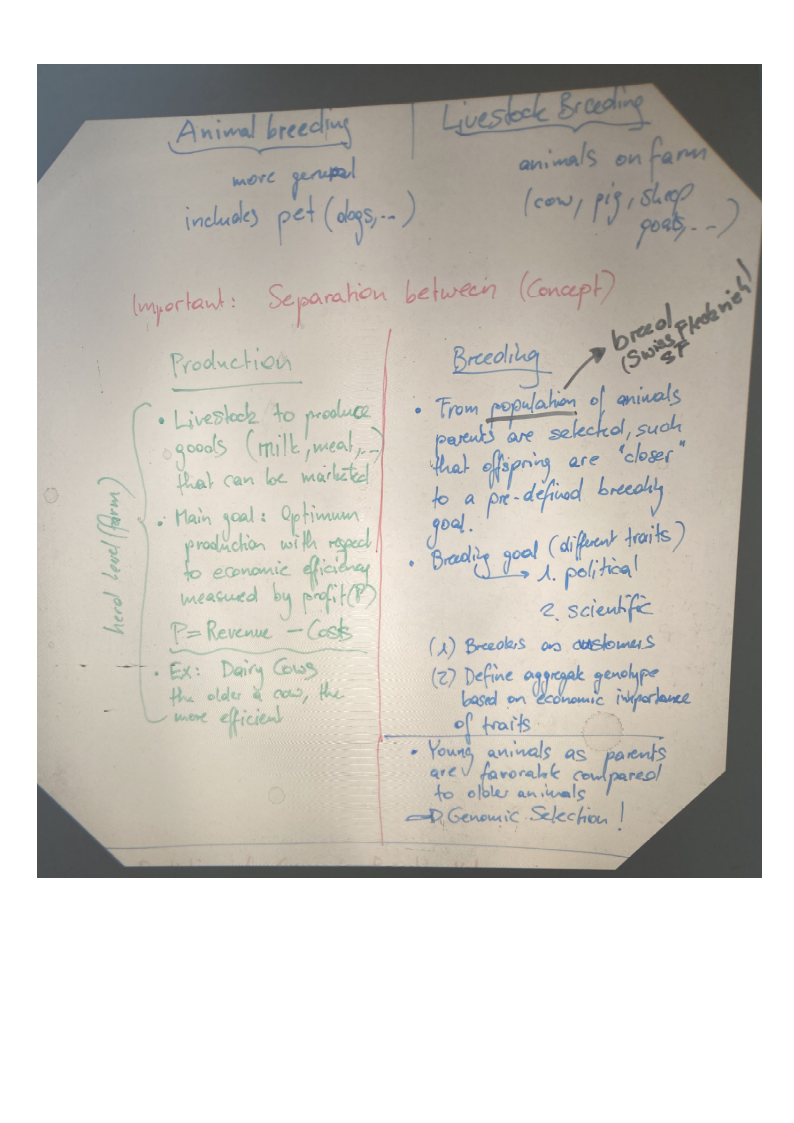 Animal breeding
more general
includes pet (dogs,...)
Livestock Breeding
animals on farm
(cow, pig, sheep
goats,...)
Important: Separation between (Concept)
Production
herd level (farm)
• Livestock to produce
goods (milk, meat,...)
that can be marketed
• Main goal: Optimum
production with respect
to economic efficiency
measured by profit (P)
P = Revenue - Costs
• Ex: Dairy Cows
the older a cow, the
more efficient
Breeding
breed
(Swiss
SF
• From population of animals
parents are selected, such
that offspring are "closer"
to a pre-defined breeding
goal.
• Breeding goal (different traits)
1. political
2. scientific
(1) Breeders as customers
(2) Define aggregate genotype
based on economic importance
of traits
• Young animals as parents
are favorable compared
to older animals
⇒ Genomic Selection!